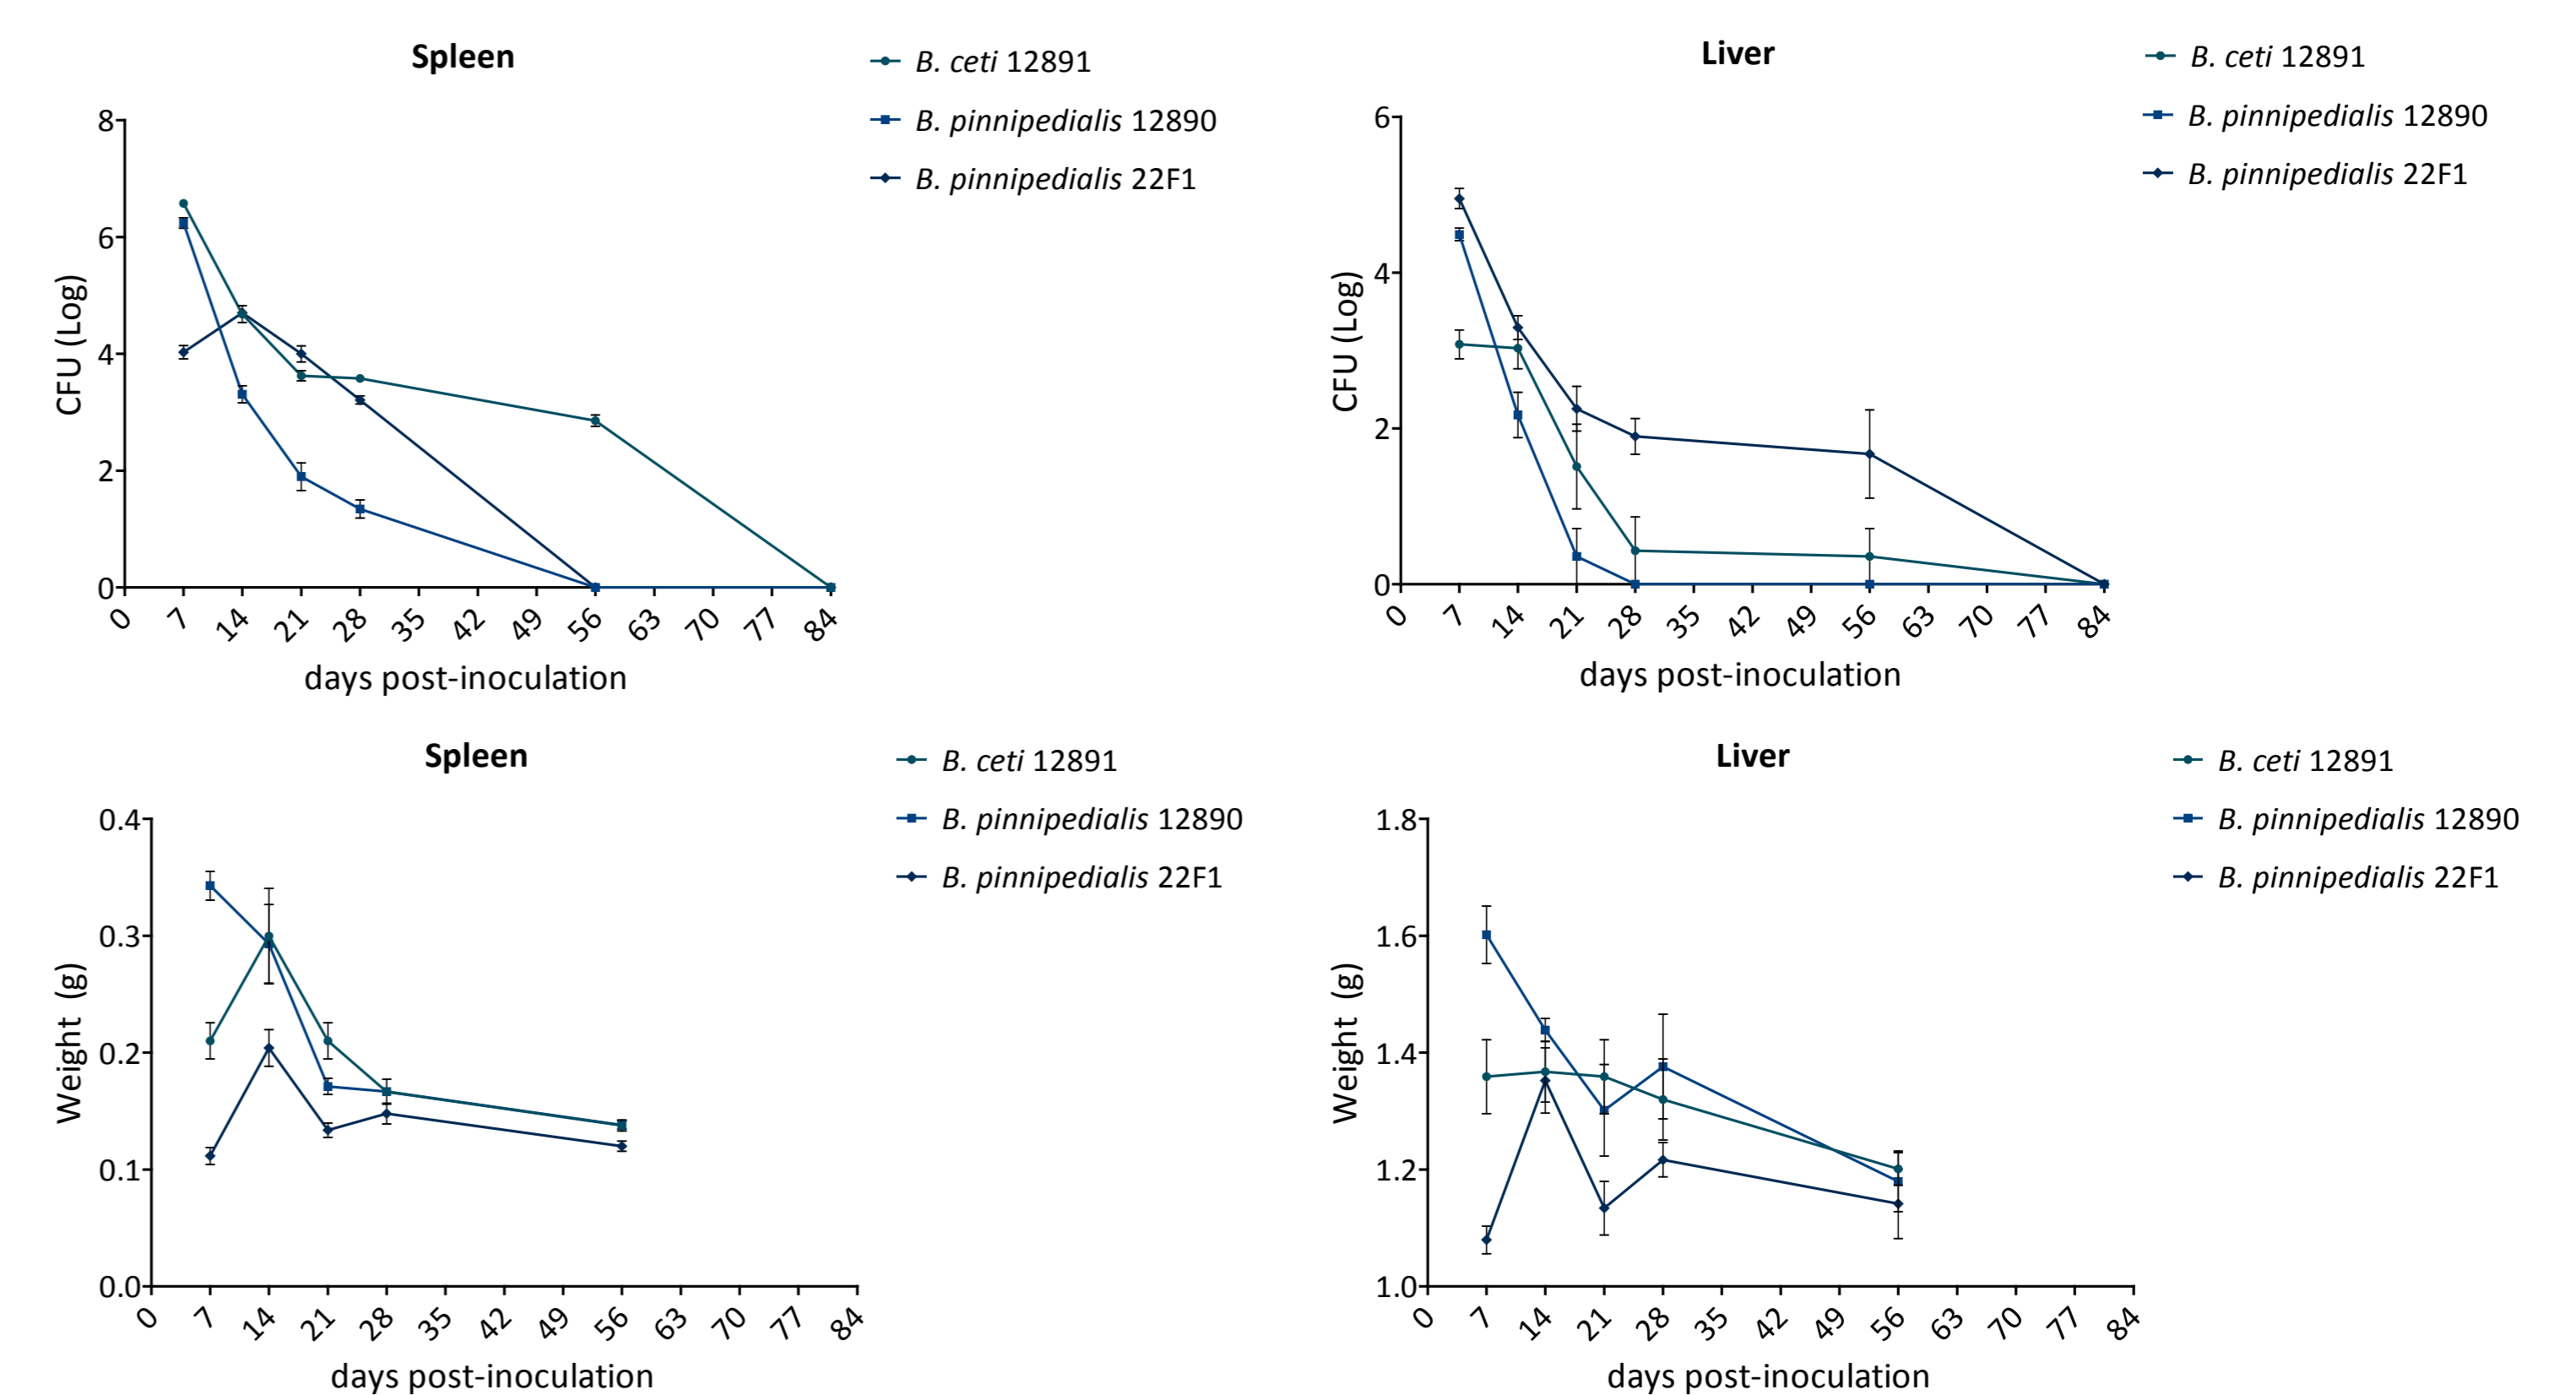 Spleen
B. ceti 12891
B. pinnipedialis 12890
B. pinnipedialis 22F1
8
6
4
2
0
CFU (Log)
0 7 14 21 28 35 42 49 56 63 70 77 84
days post-inoculation
Liver
B. ceti 12891
B. pinnipedialis 12890
B. pinnipedialis 22F1
6
4
2
0
CFU (Log)
0 7 14 21 28 35 42 49 56 63 70 77 84
days post-inoculation
Spleen
B. ceti 12891
B. pinnipedialis 12890
B. pinnipedialis 22F1
0.4
0.3
0.2
0.1
0.0
Weight (g)
0 7 14 21 28 35 42 49 56 63 70 77 84
days post-inoculation
Liver
B. ceti 12891
B. pinnipedialis 12890
B. pinnipedialis 22F1
1.8
1.6
1.4
1.2
1.0
Weight (g)
0 7 14 21 28 35 42 49 56 63 70 77 84
days post-inoculation